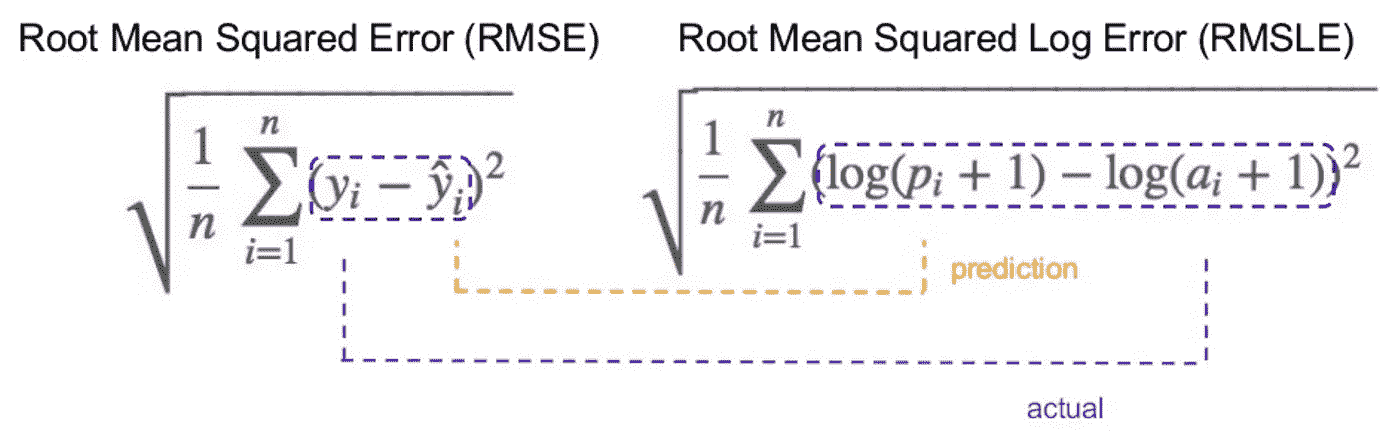 Root Mean Squared Error (RMSE)
√(1/n ∑_{i=1}^{n} (y_i − ŷ_i)²)
Root Mean Squared Log Error (RMSLE)
√(1/n ∑_{i=1}^{n} (log(p_i + 1) − log(a_i + 1))²)
prediction
actual